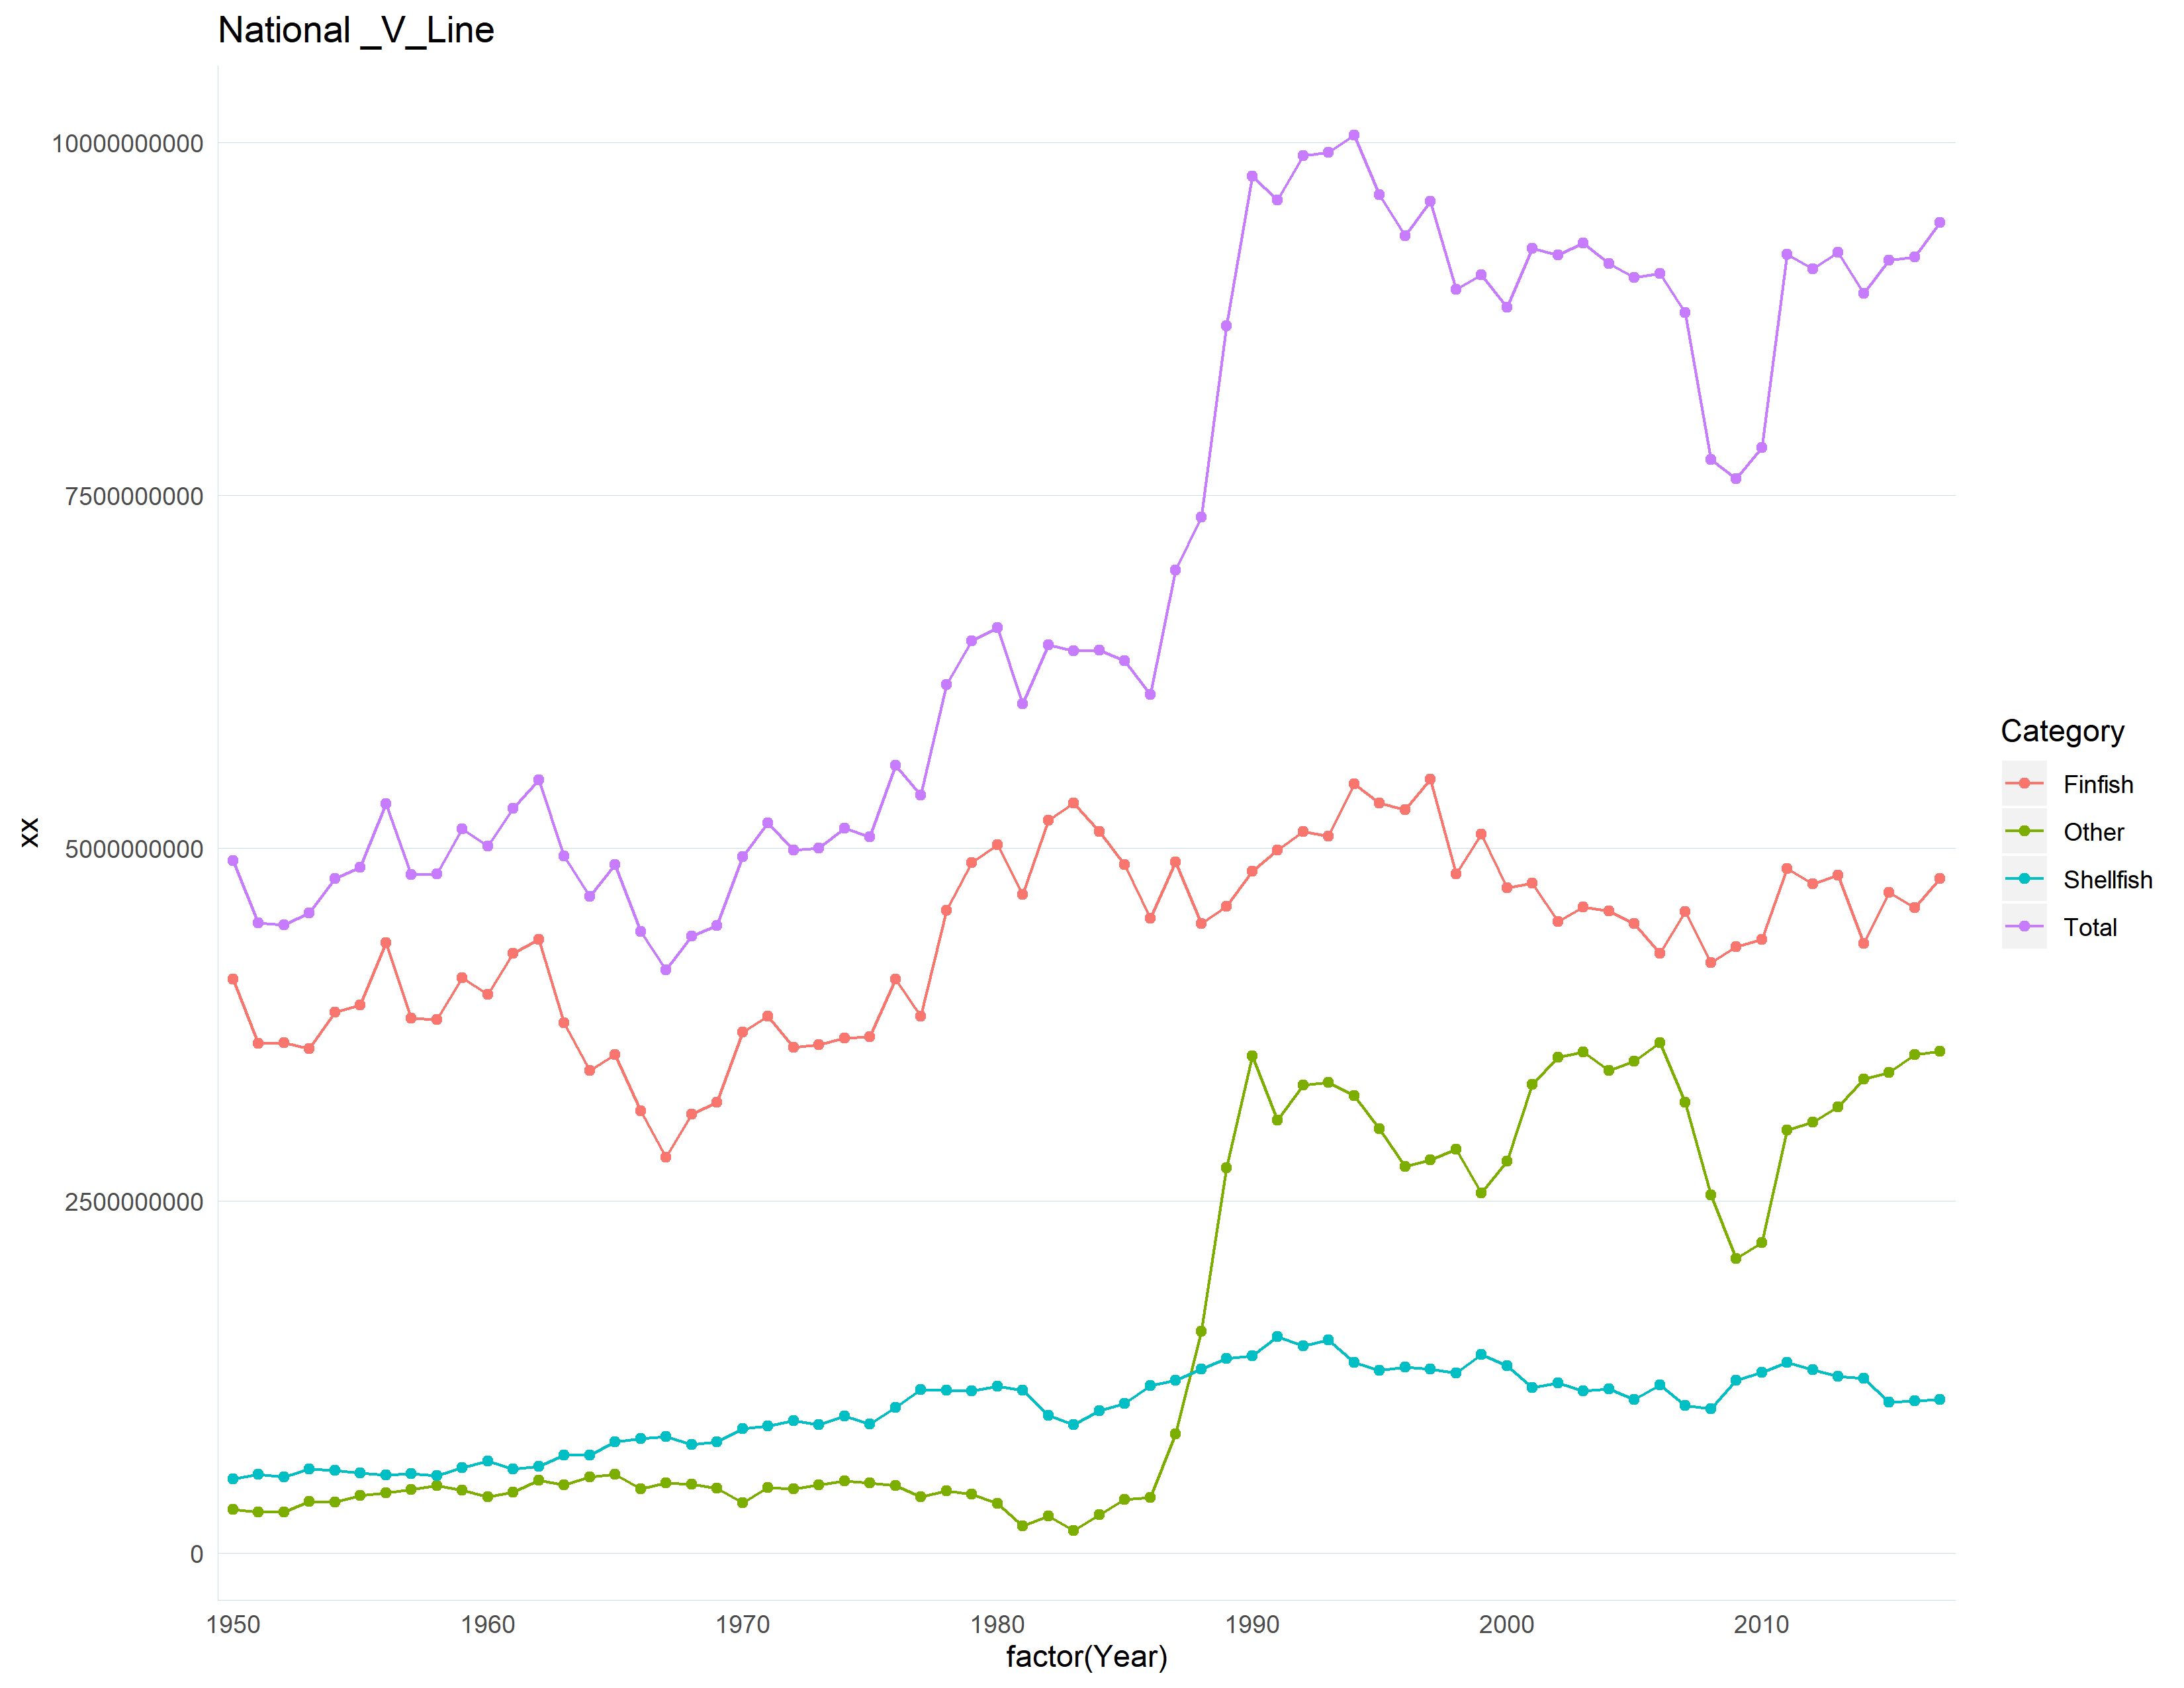 National _V_Line
10000000000
7500000000
5000000000
2500000000
0
xx
1950 1960 1970 1980 1990 2000 2010
factor(Year)
Category
Finfish
Other
Shellfish
Total